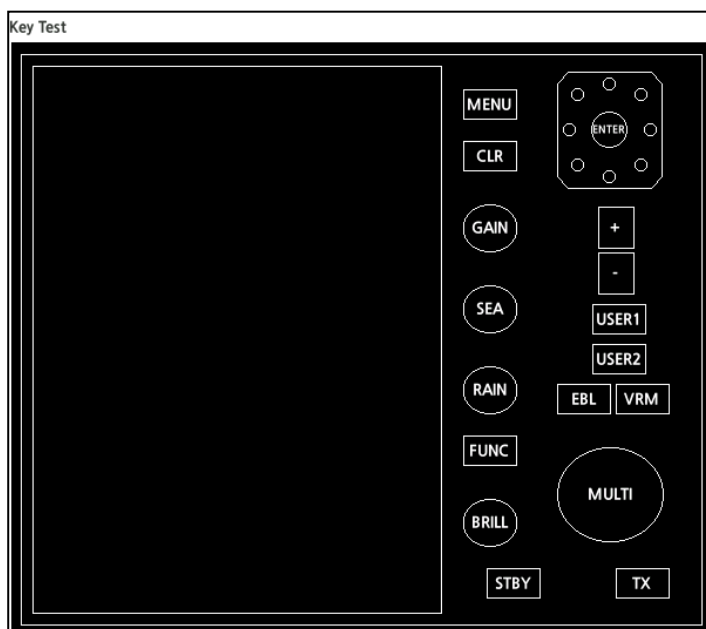 Key Test
MENU
ENTER
CLR
GAIN
+
-
SEA
USER1
USER2
RAIN
EBL VRM
FUNC
MULTI
BRILL
STBY TX